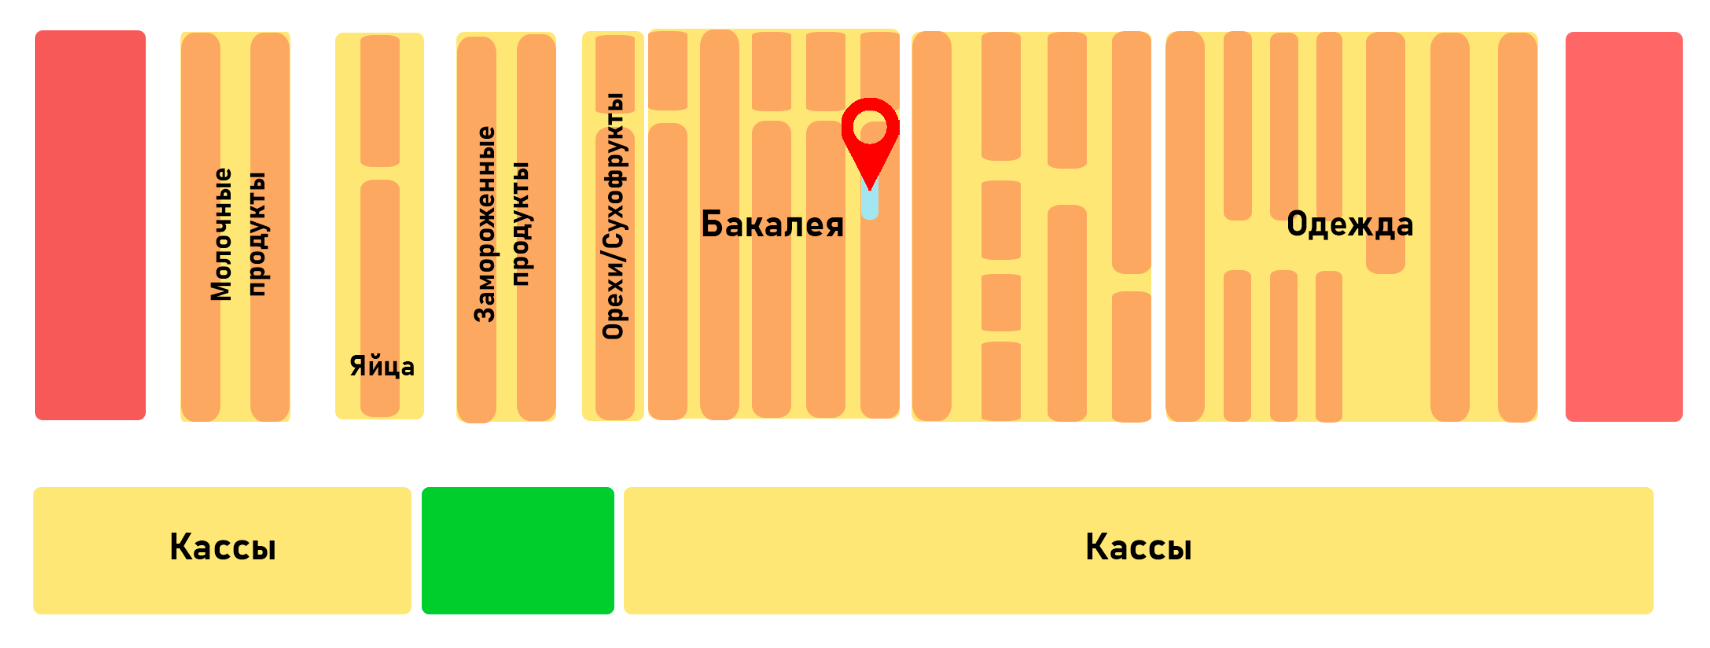 Молочные
продукты
Яйца
Замороженные
продукты
Орехи/Сухофрукты
Бакалея
Одежда
Кассы
Кассы